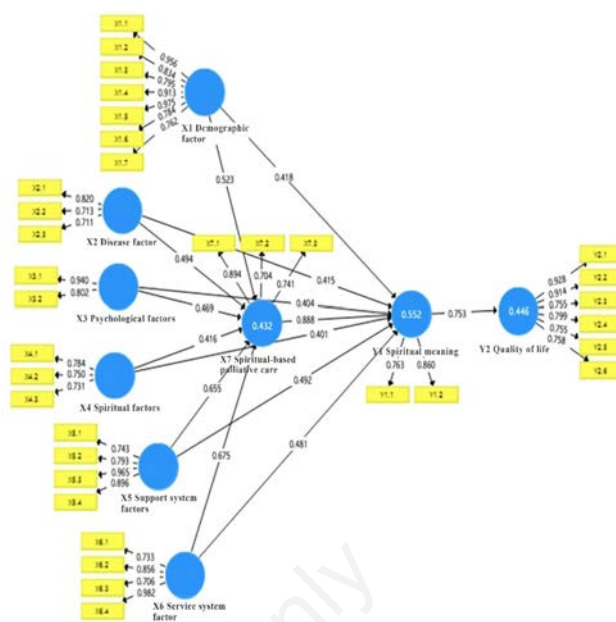 X1.1
X1.2
X1.3
X1.4
X1.5
X1.6
X1.7
0.956
0.834
0.795
0.913
0.975
0.784
0.762
X1 Demographic
factor
0.523
0.418
X2.1
X2.2
X2.3
0.820
0.713
0.711
X2 Disease factor
0.494
0.415
X7.1
X7.2
X7.3
0.894
0.704
0.741
X3.1
X3.2
0.940
0.802
X3 Psychological factors
0.469
0.404
0.432
X7 Spiritual-based
palliative care
0.888
0.401
0.552
Y1 Spiritual meaning
0.763
0.860
Y1.1
Y1.2
0.753
0.446
Y2 Quality of life
0.928
0.914
0.755
0.799
0.755
0.758
Y2.1
Y2.2
Y2.3
Y2.4
Y2.5
Y2.6
X4.1
X4.2
X4.3
0.784
0.750
0.731
X4 Spiritual factors
0.416
0.655
0.492
X5.1
X5.2
X5.3
X5.4
0.743
0.793
0.965
0.896
X5 Support system
factors
0.675
0.481
X6.1
X6.2
X6.3
X6.4
0.733
0.856
0.706
0.982
X6 Service system
factor
only